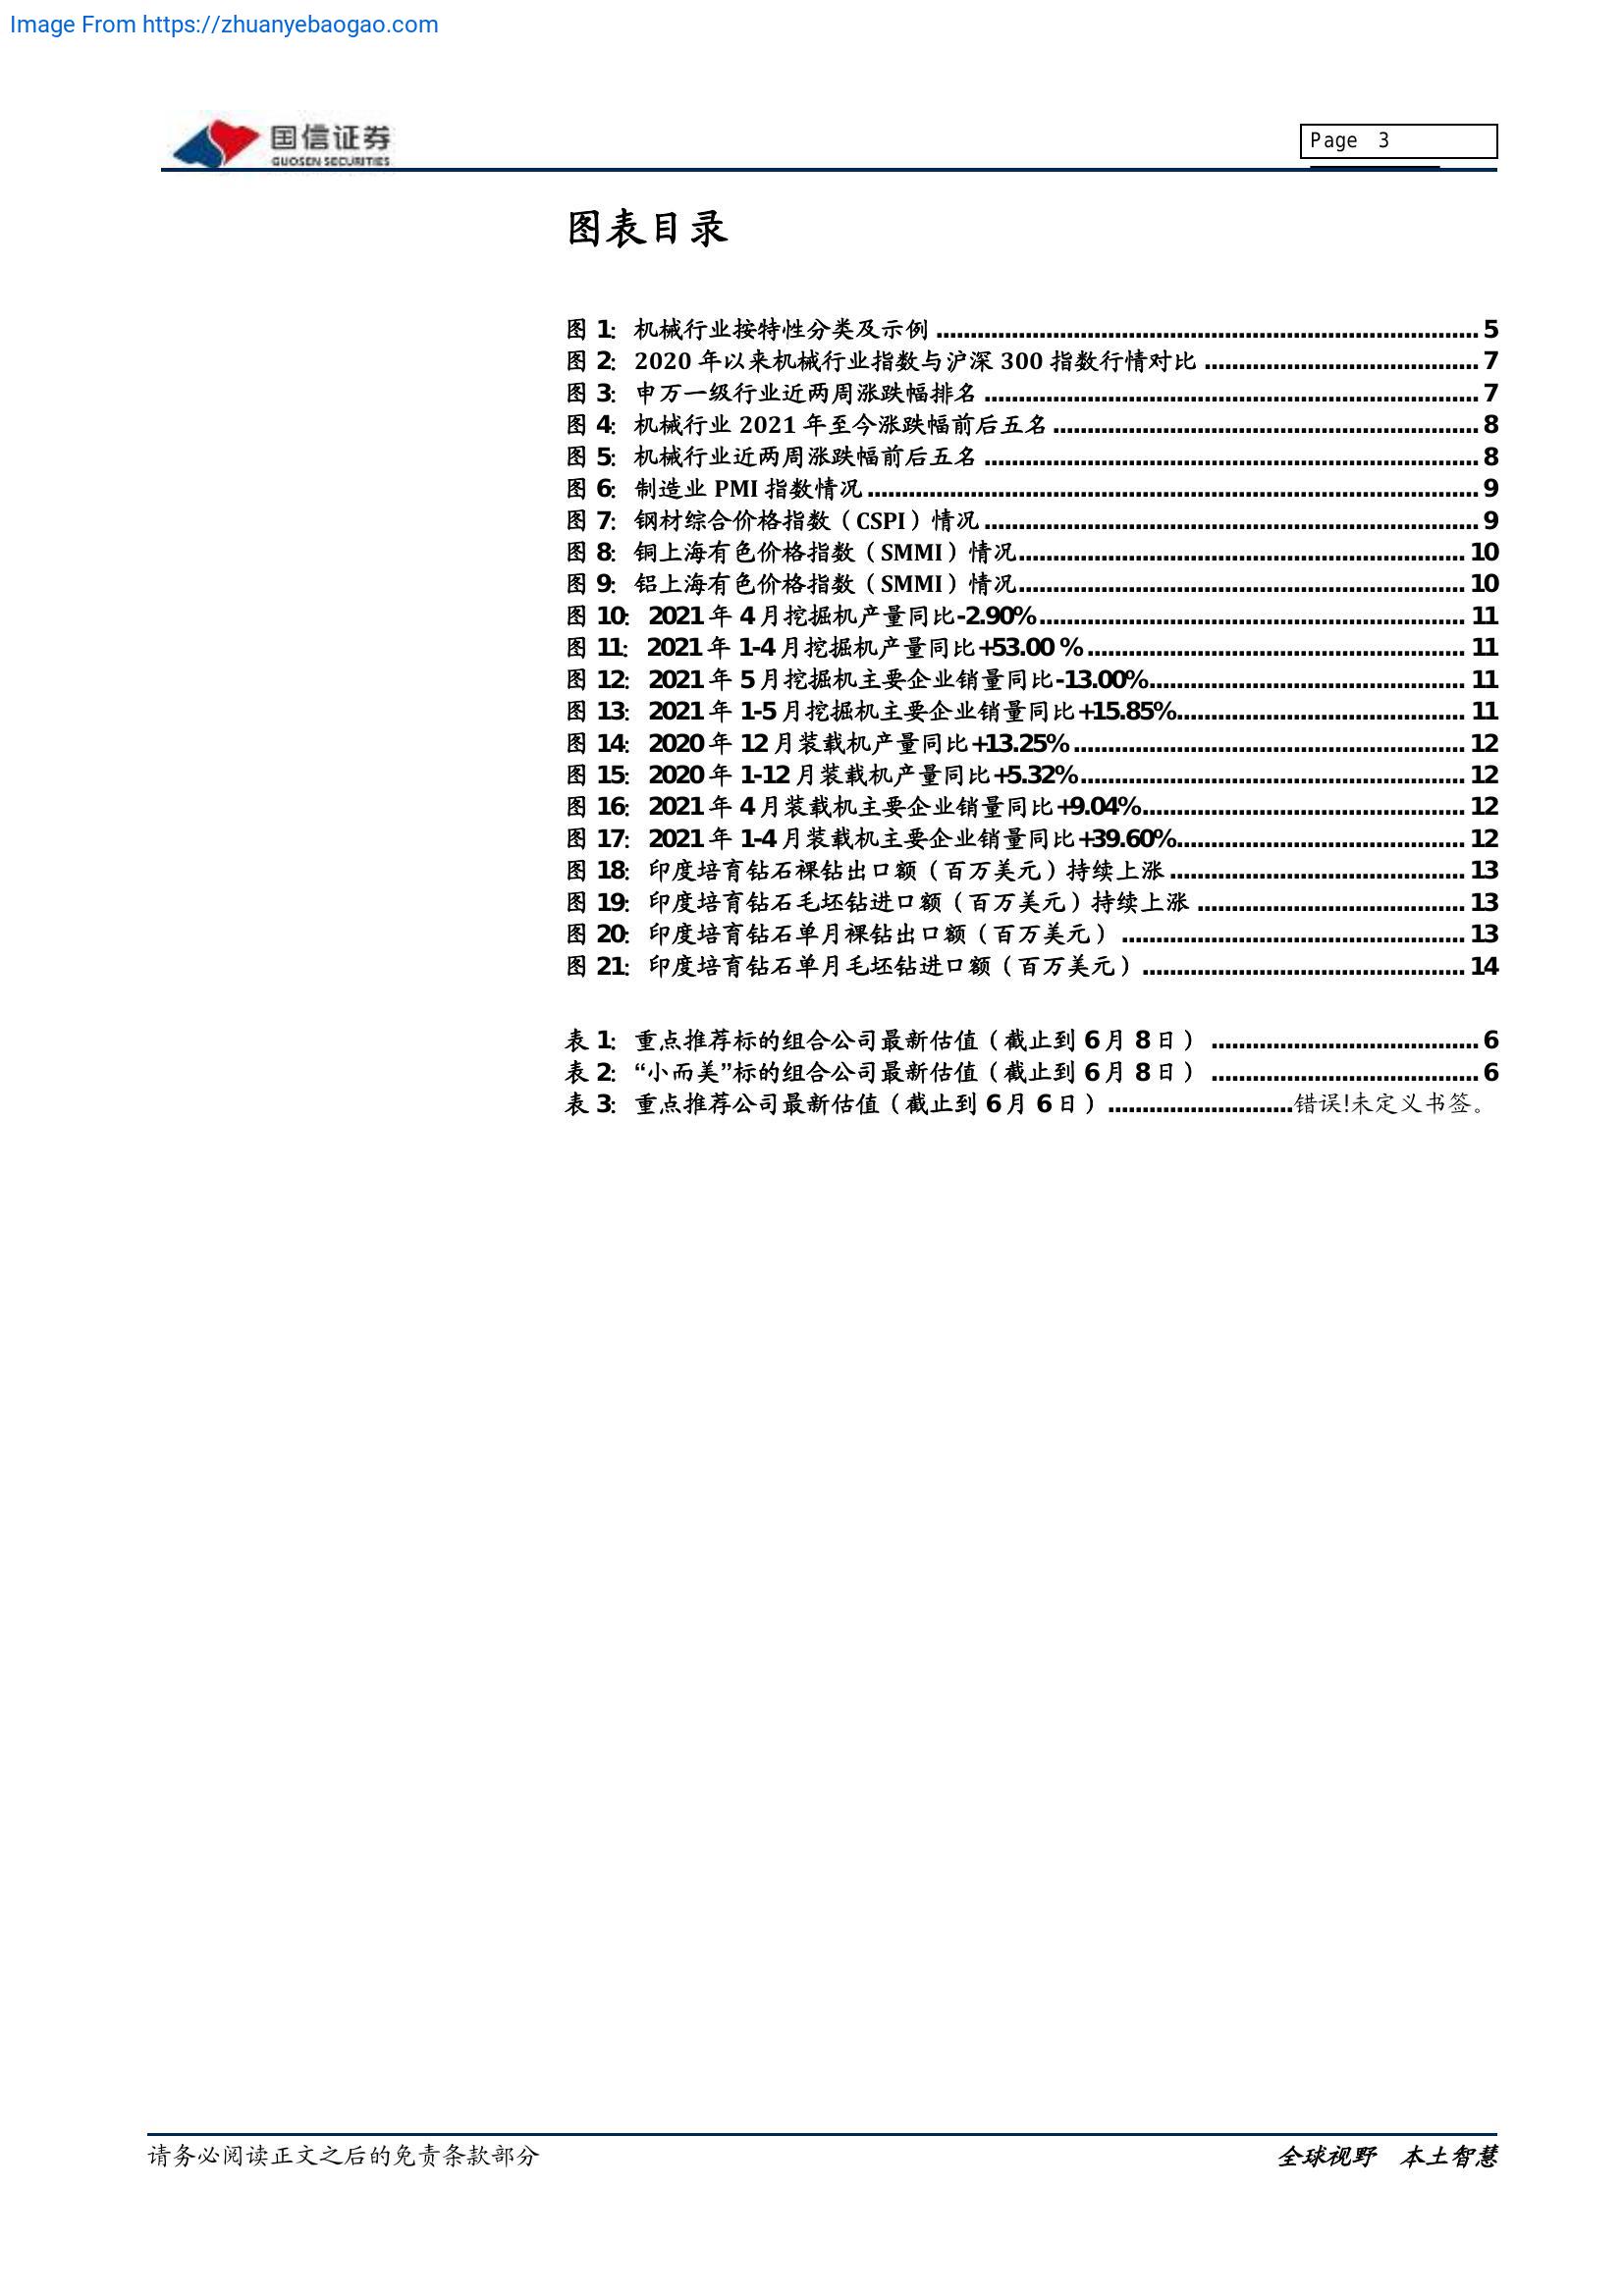 Image From https://zhuanyebaogao.com
国信证券
GUOSEN SECURITIES
Page 3
图表目录
图 1: 机械行业按特性分类及示例 ........ 5
图 2: 2020 年以来机械行业指数与沪深 300 指数行情对比 ........ 7
图 3: 申万一级行业近两周涨跌幅排名 ........ 7
图 4: 机械行业 2021 年至今涨跌幅前后五名 ........ 8
图 5: 机械行业近两周涨跌幅前后五名 ........ 8
图 6: 制造业 PMI 指数情况 ........ 9
图 7: 钢材综合价格指数（CSPI）情况 ........ 9
图 8: 铜上海有色价格指数（SMMI）情况 ........ 10
图 9: 铝上海有色价格指数（SMMI）情况 ........ 10
图 10: 2021 年 4 月挖掘机产量同比-2.90% ........ 11
图 11: 2021 年 1-4 月挖掘机产量同比+53.00 % ........ 11
图 12: 2021 年 5 月挖掘机主要企业销量同比-13.00% ........ 11
图 13: 2021 年 1-5 月挖掘机主要企业销量同比+15.85% ........ 11
图 14: 2020 年 12 月装载机产量同比+13.25% ........ 12
图 15: 2020 年 1-12 月装载机产量同比+5.32% ........ 12
图 16: 2021 年 4 月装载机主要企业销量同比+9.04% ........ 12
图 17: 2021 年 1-4 月装载机主要企业销量同比+39.60% ........ 12
图 18: 印度培育钻石裸钻出口额（百万美元）持续上涨 ........ 13
图 19: 印度培育钻石毛坯钻进口额（百万美元）持续上涨 ........ 13
图 20: 印度培育钻石单月裸钻出口额（百万美元） ........ 13
图 21: 印度培育钻石单月毛坯钻进口额（百万美元） ........ 14
表 1: 重点推荐标的组合公司最新估值（截止到 6 月 8 日） ........ 6
表 2: “小而美”标的组合公司最新估值（截止到 6 月 8 日） ........ 6
表 3: 重点推荐公司最新估值（截止到 6 月 6 日） ........ 错误!未定义书签。
请务必阅读正文之后的免责条款部分
全球视野 本土智慧